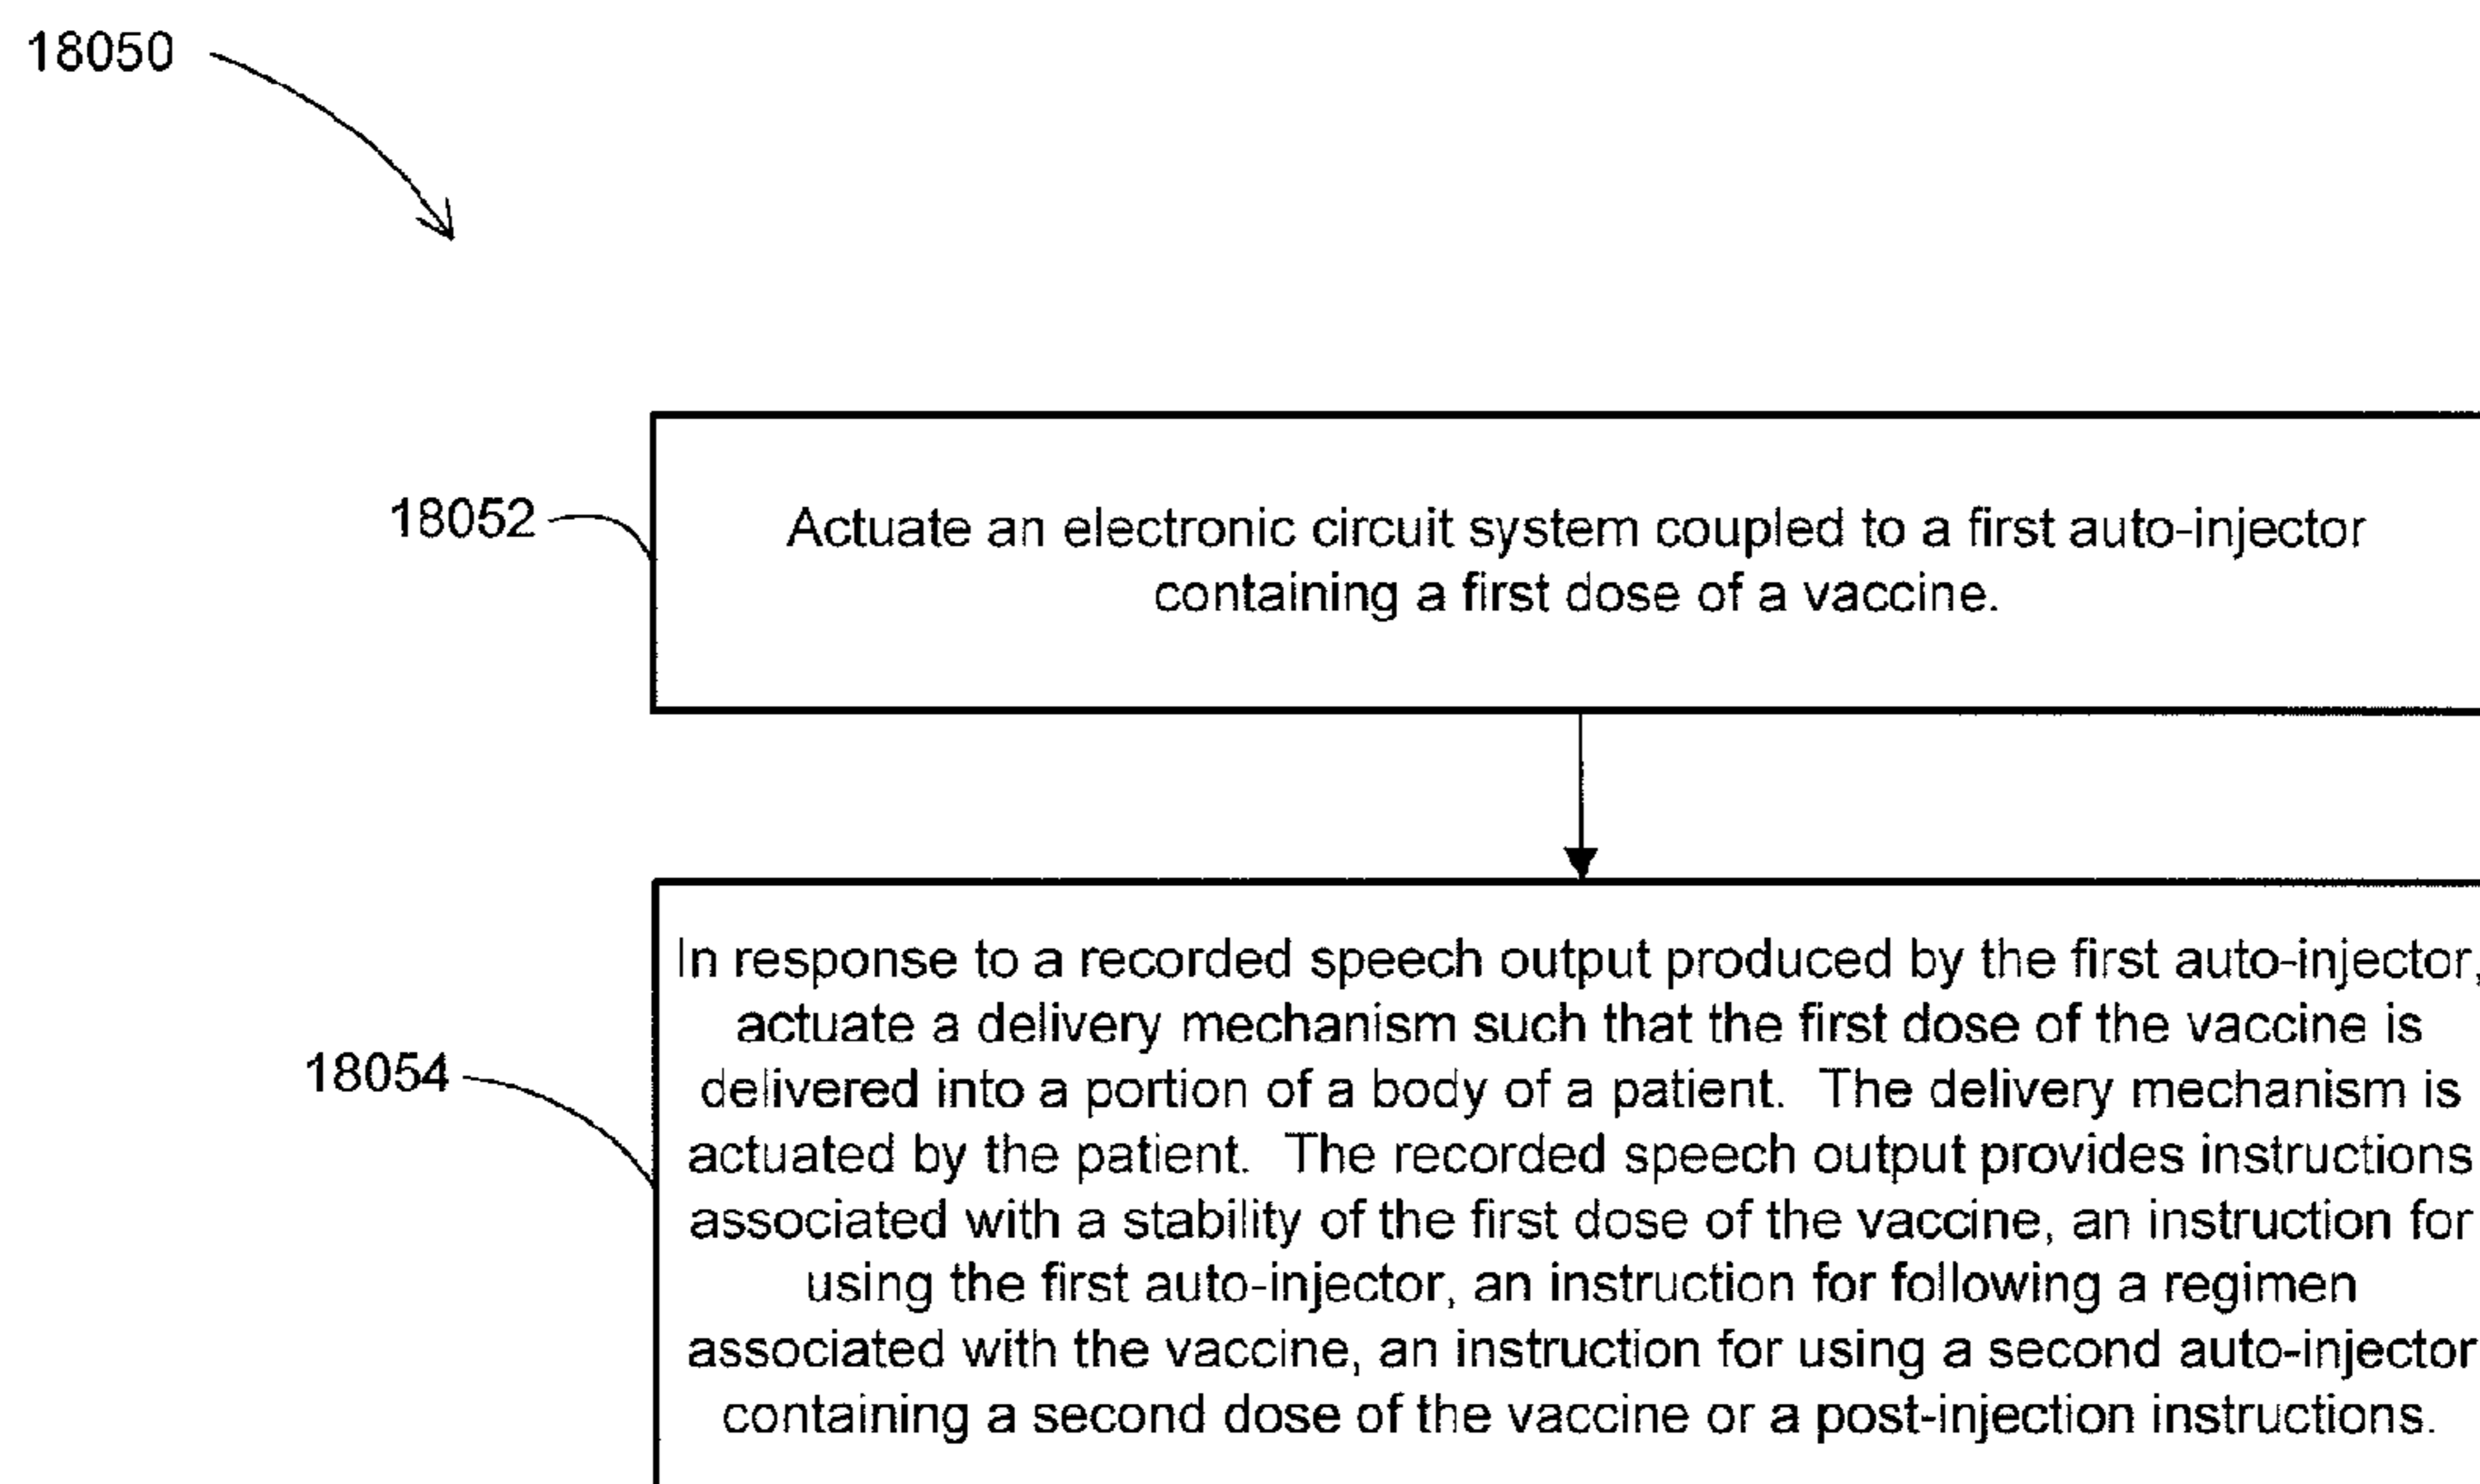 18050
18052
Actuate an electronic circuit system coupled to a first auto-injector
containing a first dose of a vaccine.
18054
In response to a recorded speech output produced by the first auto-injector,
actuate a delivery mechanism such that the first dose of the vaccine is
delivered into a portion of a body of a patient.  The delivery mechanism is
actuated by the patient.  The recorded speech output provides instructions
associated with a stability of the first dose of the vaccine, an instruction for
using the first auto-injector, an instruction for following a regimen
associated with the vaccine, an instruction for using a second auto-injector
containing a second dose of the vaccine or a post-injection instructions.